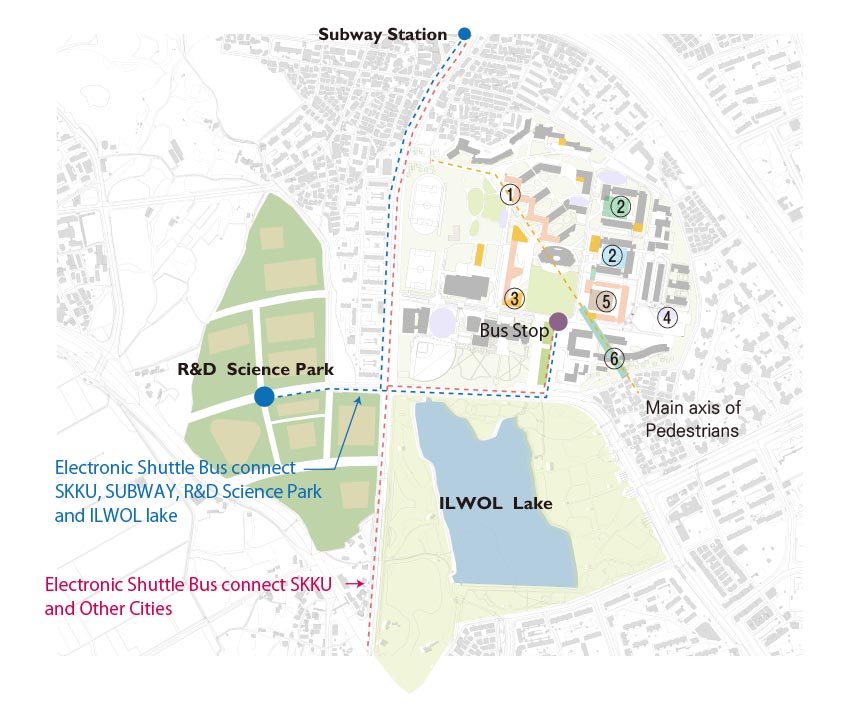 Subway Station
①
②
②
③
⑤
④
Bus Stop
⑥
R&D Science Park
Main axis of
Pedestrians
Electronic Shuttle Bus connect
SKKU, SUBWAY, R&D Science Park
and ILWOL lake
ILWOL Lake
Electronic Shuttle Bus connect SKKU
and Other Cities